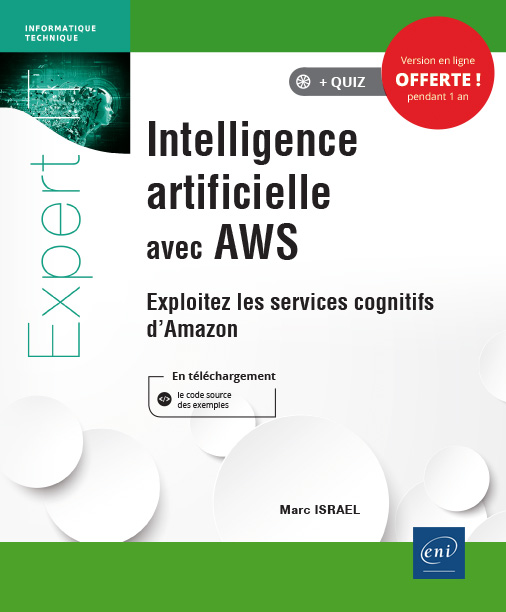 INFORMATIQUE
TECHNIQUE
Expert IT
+ QUIZ
Version en ligne
OFFERTE !
pendant 1 an
Intelligence
artificielle
avec AWS
Exploitez les services cognitifs
d’Amazon
En téléchargement
</>
le code source
des exemples
Marc ISRAEL
eni